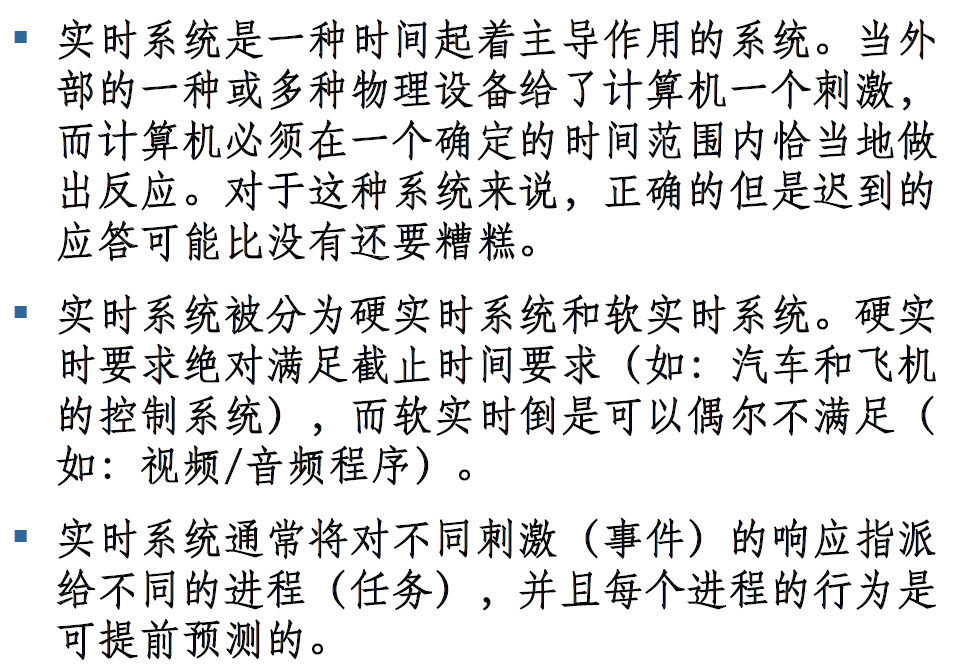 ▪ 实时系统是一种时间起着主导作用的系统。当外
部的一种或多种物理设备给了计算机一个刺激，
而计算机必须在一个确定的时间范围内恰当地做
出反应。对于这种系统来说，正确的但是迟到的
应答可能比没有还要糟糕。
▪ 实时系统被分为硬实时系统和软实时系统。硬实
时要求绝对满足截止时间要求（如：汽车和飞机
的控制系统），而软实时倒是可以偶尔不满足（
如：视频/音频程序）。
▪ 实时系统通常将对不同刺激（事件）的响应指派
给不同的进程（任务），并且每个进程的行为是
可提前预测的。